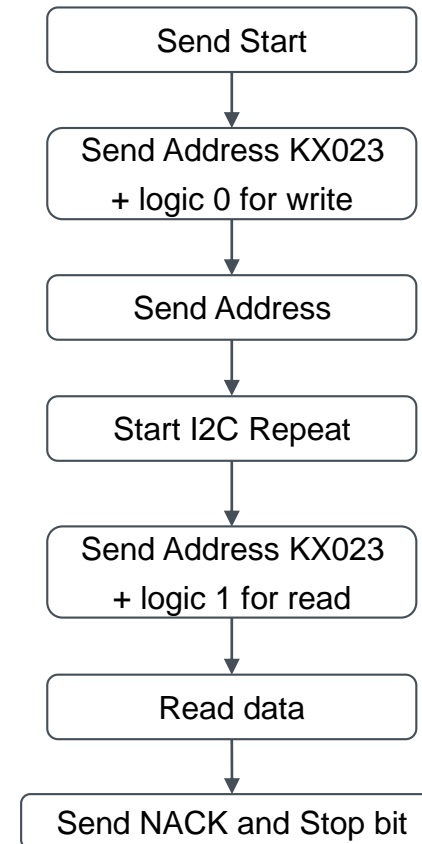 Send Start
Send Address KX023
+ logic 0 for write
Send Address
Start I2C Repeat
Send Address KX023
+ logic 1 for read
Read data
Send NACK and Stop bit